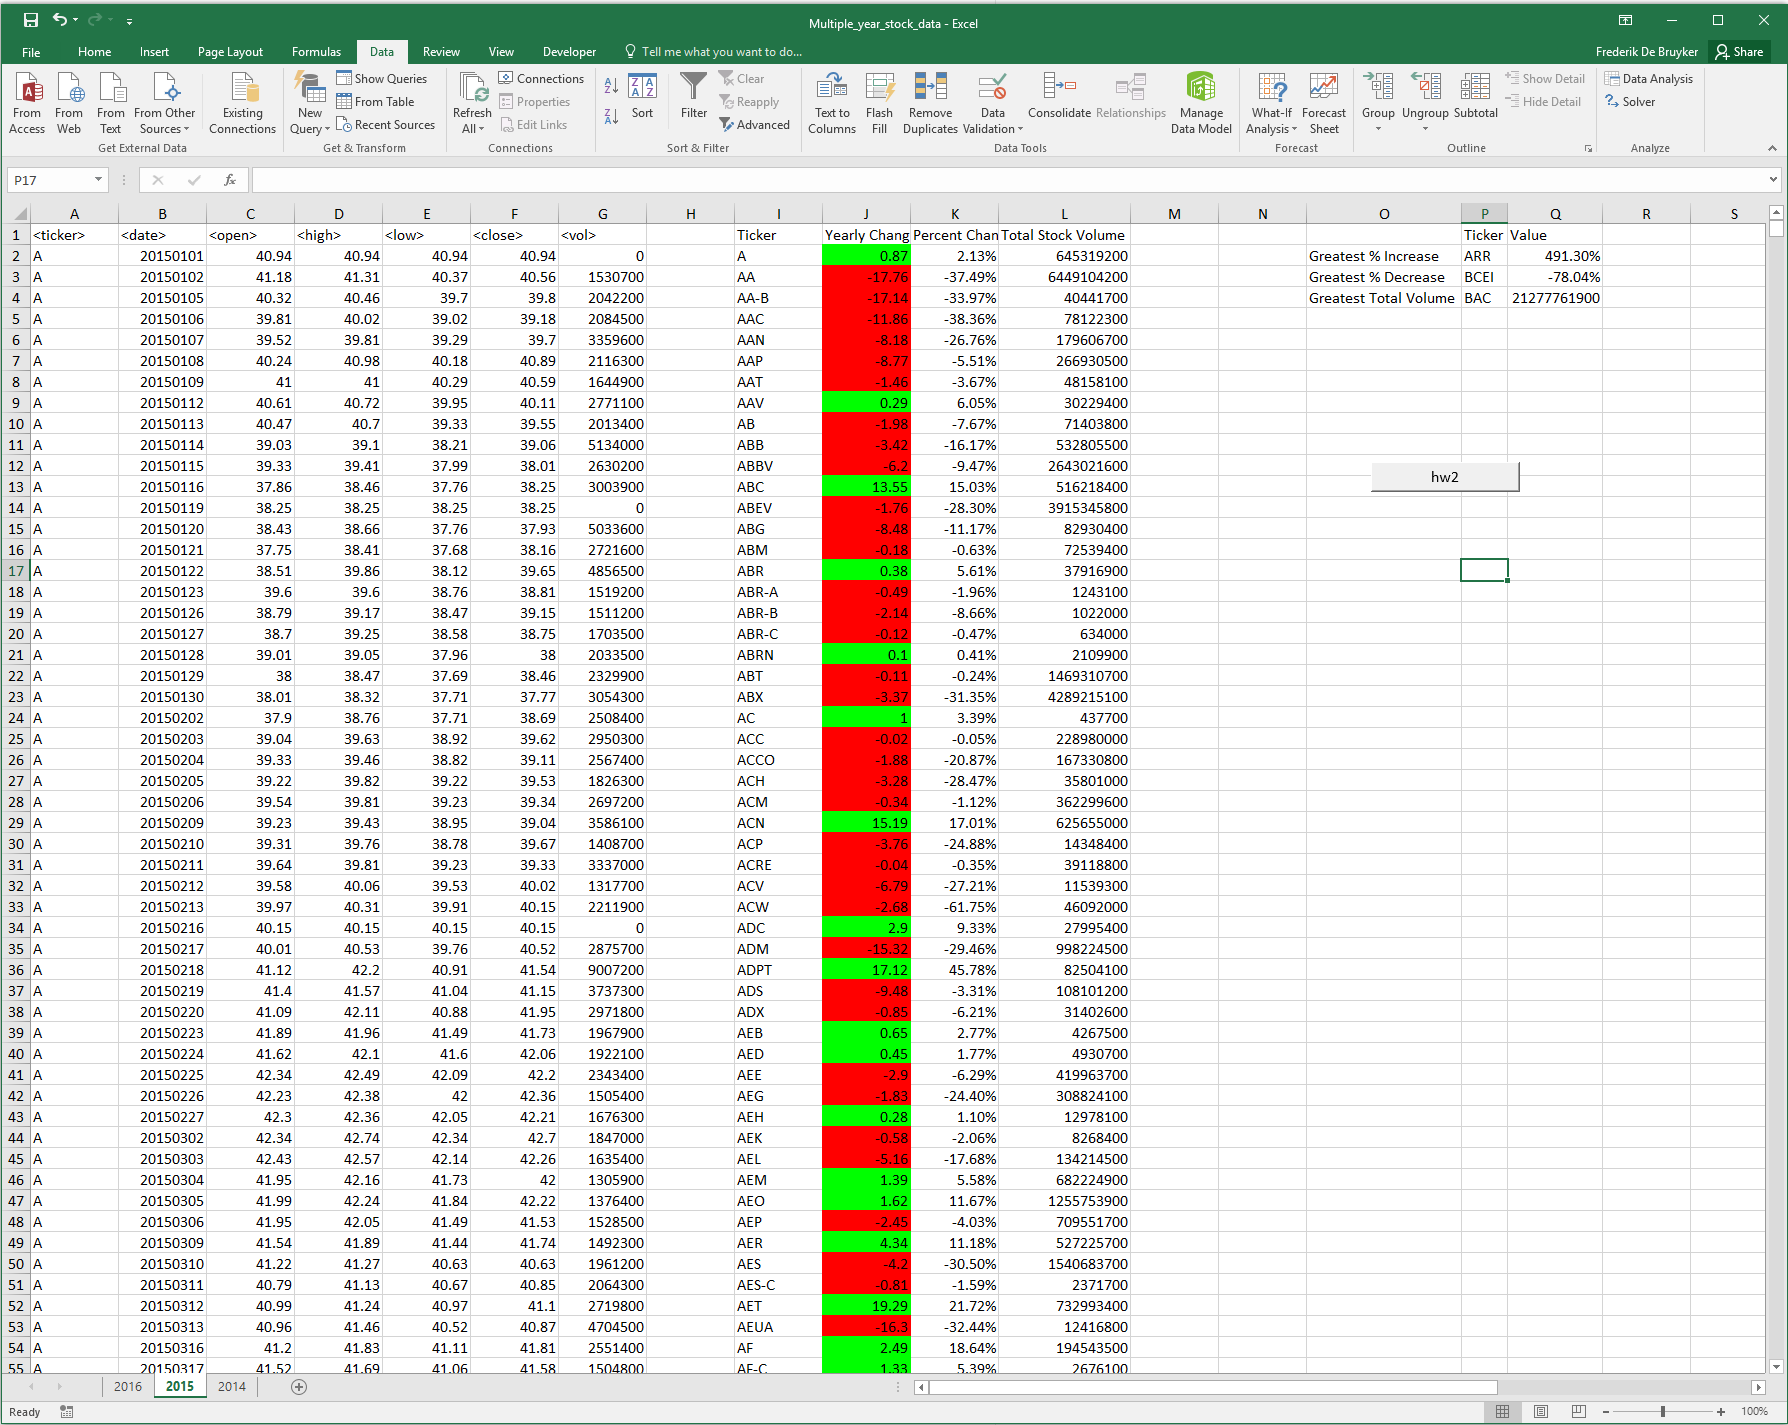 Multiple_year_stock_data - Excel
File Home Insert Page Layout Formulas Data Review View Developer Tell me what you want to do... Frederik De Bruyker Share
From Access From Web From Text From Other Sources Existing Connections New Query Show Queries From Table Recent Sources Refresh All Connections Properties Edit Links Sort Filter Clear Reapply Advanced Text to Columns Flash Fill Remove Duplicates Data Validation Consolidate Relationships Manage Data Model What-If Analysis Forecast Sheet Group Ungroup Subtotal Show Detail Hide Detail Data Analysis Solver
Get External Data Get & Transform Connections Sort & Filter Data Tools Forecast Outline Analyze
P17 fx
A B C D E F G H I J K L M N O P Q R S
1 <ticker> <date> <open> <high> <low> <close> <vol> Ticker Yearly Chang Percent Chan Total Stock Volume Ticker Value
2 A 20150101 40.94 40.94 40.94 40.94 0 A 0.87 2.13% 645319200 Greatest % Increase ARR 491.30%
3 A 20150102 41.18 41.31 40.37 40.56 1530700 AA -17.76 -37.49% 6449104200 Greatest % Decrease BCEI -78.04%
4 A 20150105 40.32 40.46 39.7 39.8 2042200 AA-B -17.14 -33.97% 40441700 Greatest Total Volume BAC 21277761900
5 A 20150106 39.81 40.02 39.02 39.18 2084500 AAC -11.86 -38.36% 78122300
6 A 20150107 39.52 39.81 39.29 39.7 3359600 AAN -8.18 -26.76% 179606700
7 A 20150108 40.24 40.98 40.18 40.89 2116300 AAP -8.77 -5.51% 266930500
8 A 20150109 41 41 40.29 40.59 1644900 AAT -1.46 -3.67% 48158100
9 A 20150112 40.61 40.72 39.95 40.11 2771100 AAV 0.29 6.05% 30229400
10 A 20150113 40.47 40.7 39.33 39.55 2013400 AB -1.98 -7.67% 71403800
11 A 20150114 39.03 39.1 38.21 39.06 5134000 ABB -3.42 -16.17% 532805500
12 A 20150115 39.33 39.41 37.99 38.01 2630200 ABBV -6.2 -9.47% 2643021600
hw2
13 A 20150116 37.86 38.46 37.76 38.25 3003900 ABC 13.55 15.03% 516218400
14 A 20150119 38.25 38.25 38.25 38.25 0 ABEV -1.76 -28.30% 3915345800
15 A 20150120 38.43 38.66 37.76 37.93 5033600 ABG -8.48 -11.17% 82930400
16 A 20150121 37.75 38.41 37.68 38.16 2721600 ABM -0.18 -0.63% 72539400
17 A 20150122 38.51 39.86 38.12 39.65 4856500 ABR 0.38 5.61% 37916900
18 A 20150123 39.6 39.6 38.76 38.81 1519200 ABR-A -0.49 -1.96% 1243100
19 A 20150126 38.79 39.17 38.47 39.15 1511200 ABR-B -2.14 -8.66% 1022000
20 A 20150127 38.7 39.25 38.58 38.75 1703500 ABR-C -0.12 -0.47% 634000
21 A 20150128 39.01 39.05 37.96 38 2033500 ABRN 0.1 0.41% 2109900
22 A 20150129 38 38.47 37.69 38.46 2329900 ABT -0.11 -0.24% 1469310700
23 A 20150130 38.01 38.32 37.71 37.77 3054300 ABX -3.37 -31.35% 4289215100
24 A 20150202 37.9 38.76 37.71 38.69 2508400 AC 1 3.39% 437700
25 A 20150203 39.04 39.63 38.92 39.62 2950300 ACC -0.02 -0.05% 228980000
26 A 20150204 39.33 39.46 38.82 39.11 2567400 ACCO -1.88 -20.87% 167330800
27 A 20150205 39.22 39.82 39.22 39.53 1826300 ACH -3.28 -28.47% 35801000
28 A 20150206 39.54 39.81 39.23 39.34 2697200 ACM -0.34 -1.12% 362299600
29 A 20150209 39.23 39.43 38.95 39.04 3586100 ACN 15.19 17.01% 625655000
30 A 20150210 39.31 39.76 38.78 39.67 1408700 ACP -3.76 -24.88% 14348400
31 A 20150211 39.64 39.81 39.23 39.33 3337000 ACRE -0.04 -0.35% 39118800
32 A 20150212 39.58 40.06 39.53 40.02 1317700 ACV -6.79 -27.21% 11539300
33 A 20150213 39.97 40.31 39.91 40.15 2211900 ACW -2.68 -61.75% 46092000
34 A 20150216 40.15 40.15 40.15 40.15 0 ADC 2.9 9.33% 27995400
35 A 20150217 40.01 40.53 39.76 40.52 2875700 ADM -15.32 -29.46% 998224500
36 A 20150218 41.12 42.2 40.91 41.54 9007200 ADPT 17.12 45.78% 82504100
37 A 20150219 41.4 41.57 41.04 41.15 3737300 ADS -9.48 -3.31% 108101200
38 A 20150220 41.09 42.11 40.88 41.95 2971800 ADX -0.85 -6.21% 31402600
39 A 20150223 41.89 41.96 41.49 41.73 1967900 AEB 0.65 2.77% 4267500
40 A 20150224 41.62 42.1 41.6 42.06 1922100 AED 0.45 1.77% 4930700
41 A 20150225 42.34 42.49 42.09 42.2 2343400 AEE -2.9 -6.29% 419963700
42 A 20150226 42.23 42.38 42 42.36 1505400 AEG -1.83 -24.40% 308824100
43 A 20150227 42.3 42.36 42.05 42.21 1676300 AEH 0.28 1.10% 12978100
44 A 20150302 42.34 42.74 42.34 42.7 1847000 AEK -0.58 -2.06% 8268400
45 A 20150303 42.43 42.57 42.14 42.26 1635400 AEL -5.16 -17.68% 134214500
46 A 20150304 41.95 42.16 41.73 42 1305900 AEM 1.39 5.58% 682224900
47 A 20150305 41.99 42.24 41.84 42.22 1376400 AEO 1.62 11.67% 1255753900
48 A 20150306 41.95 42.05 41.49 41.53 1528500 AEP -2.45 -4.03% 709551700
49 A 20150309 41.54 41.89 41.44 41.74 1492300 AER 4.34 11.18% 527225700
50 A 20150310 41.22 41.27 40.63 40.63 1961200 AES -4.2 -30.50% 1540683700
51 A 20150311 40.79 41.13 40.67 40.85 2064300 AES-C -0.81 -1.59% 2371700
52 A 20150312 40.99 41.24 40.97 41.1 2719800 AET 19.29 21.72% 732993400
53 A 20150313 40.96 41.46 40.52 40.87 4704500 AEUA -16.3 -32.44% 12416800
54 A 20150316 41.2 41.83 41.11 41.81 2551400 AF 2.49 18.64% 194543500
55 A 20150317 41.52 41.69 41.06 41.58 1504800 AF-C 1.33 5.39% 2676100
2016 2015 2014
Ready 100%